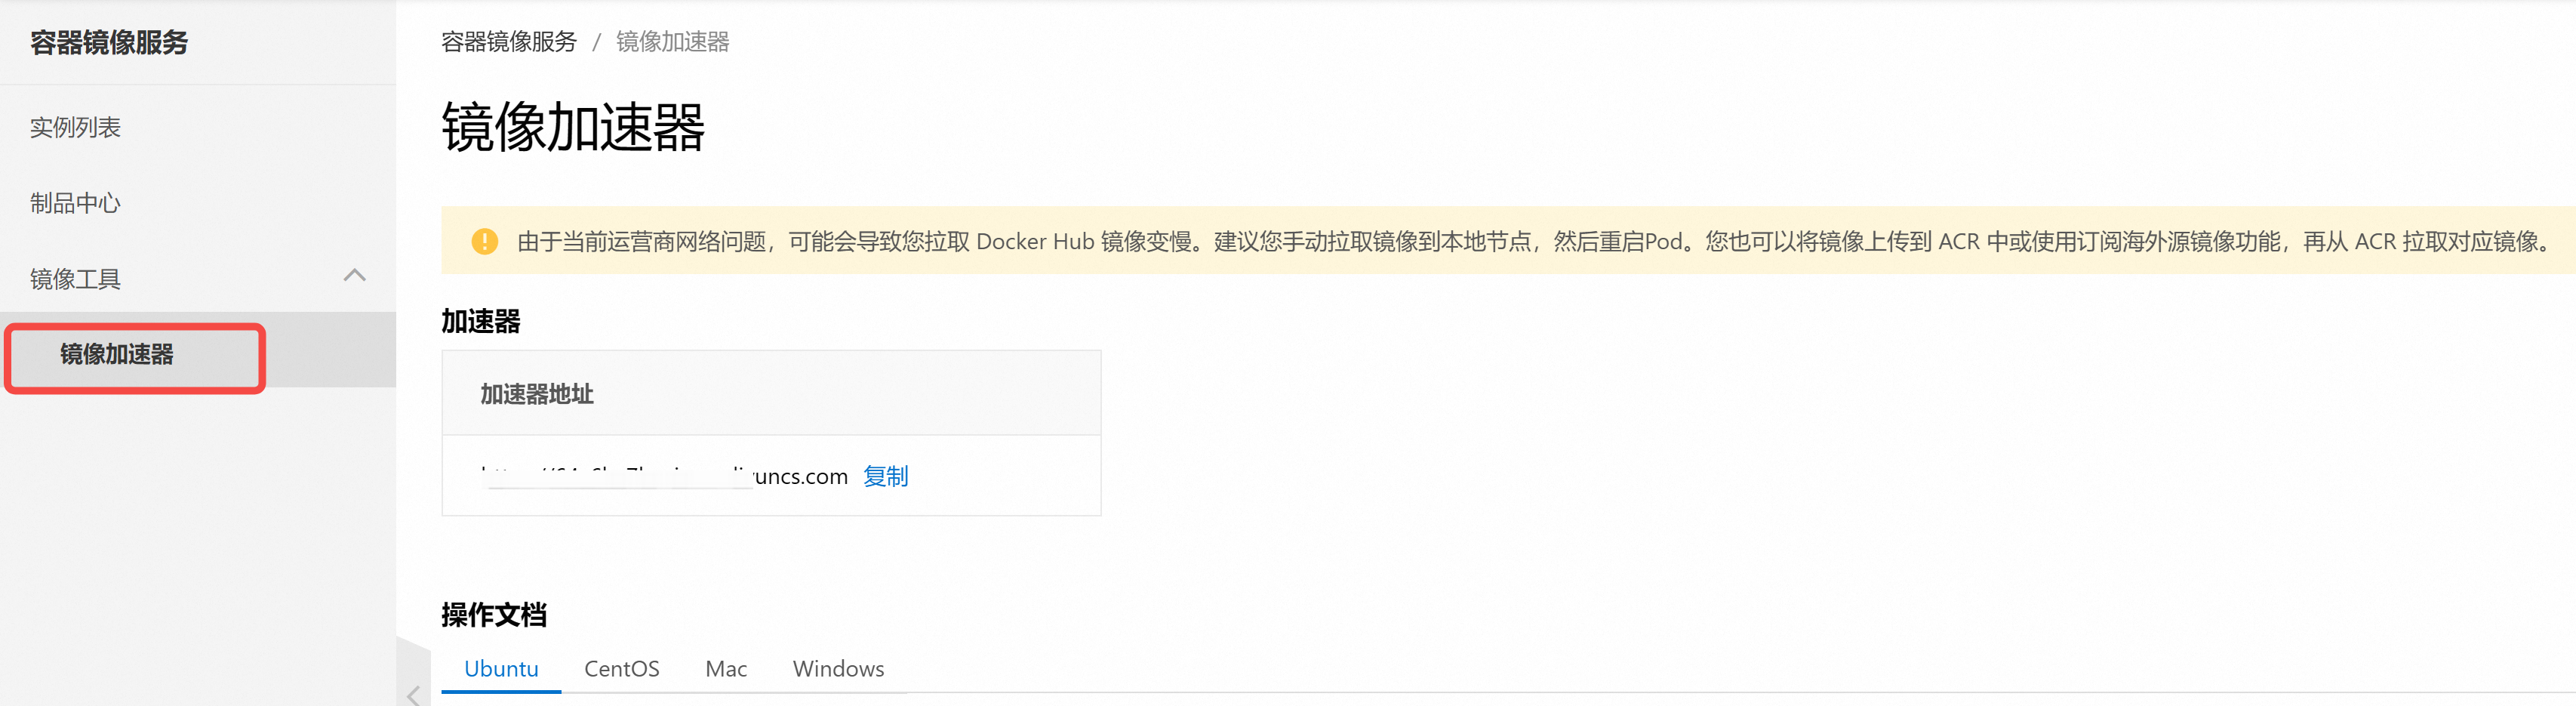 容器镜像服务
实例列表
制品中心
镜像工具
镜像加速器
容器镜像服务 / 镜像加速器
镜像加速器
由于当前运营商网络问题，可能会导致您拉取 Docker Hub 镜像变慢。建议您手动拉取镜像到本地节点，然后重启Pod。您也可以将镜像上传到 ACR 中或使用订阅海外源镜像功能，再从 ACR 拉取对应镜像。
加速器
加速器地址
uncs.com 复制
操作文档
Ubuntu CentOS Mac Windows